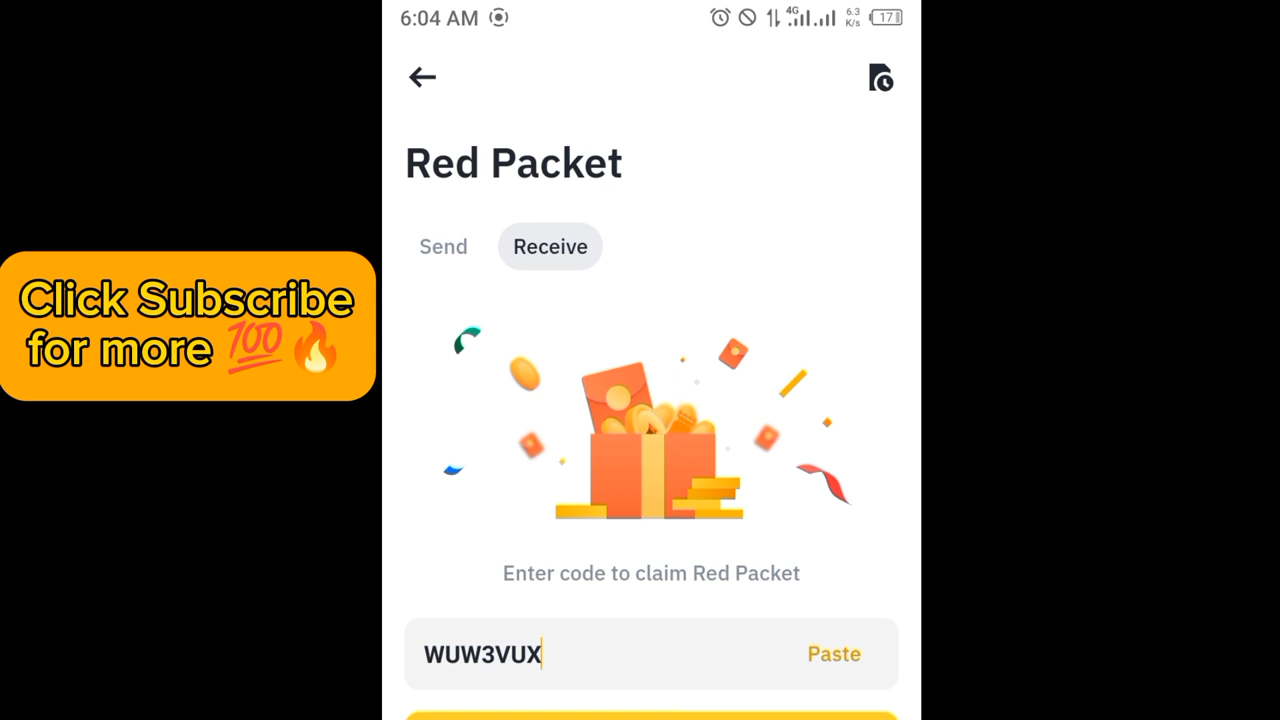 6:04 AM
4G
6.3
K/s
17
Red Packet
Send
Receive
Click Subscribe
for more 💯🔥
Enter code to claim Red Packet
WUW3VUX
Paste